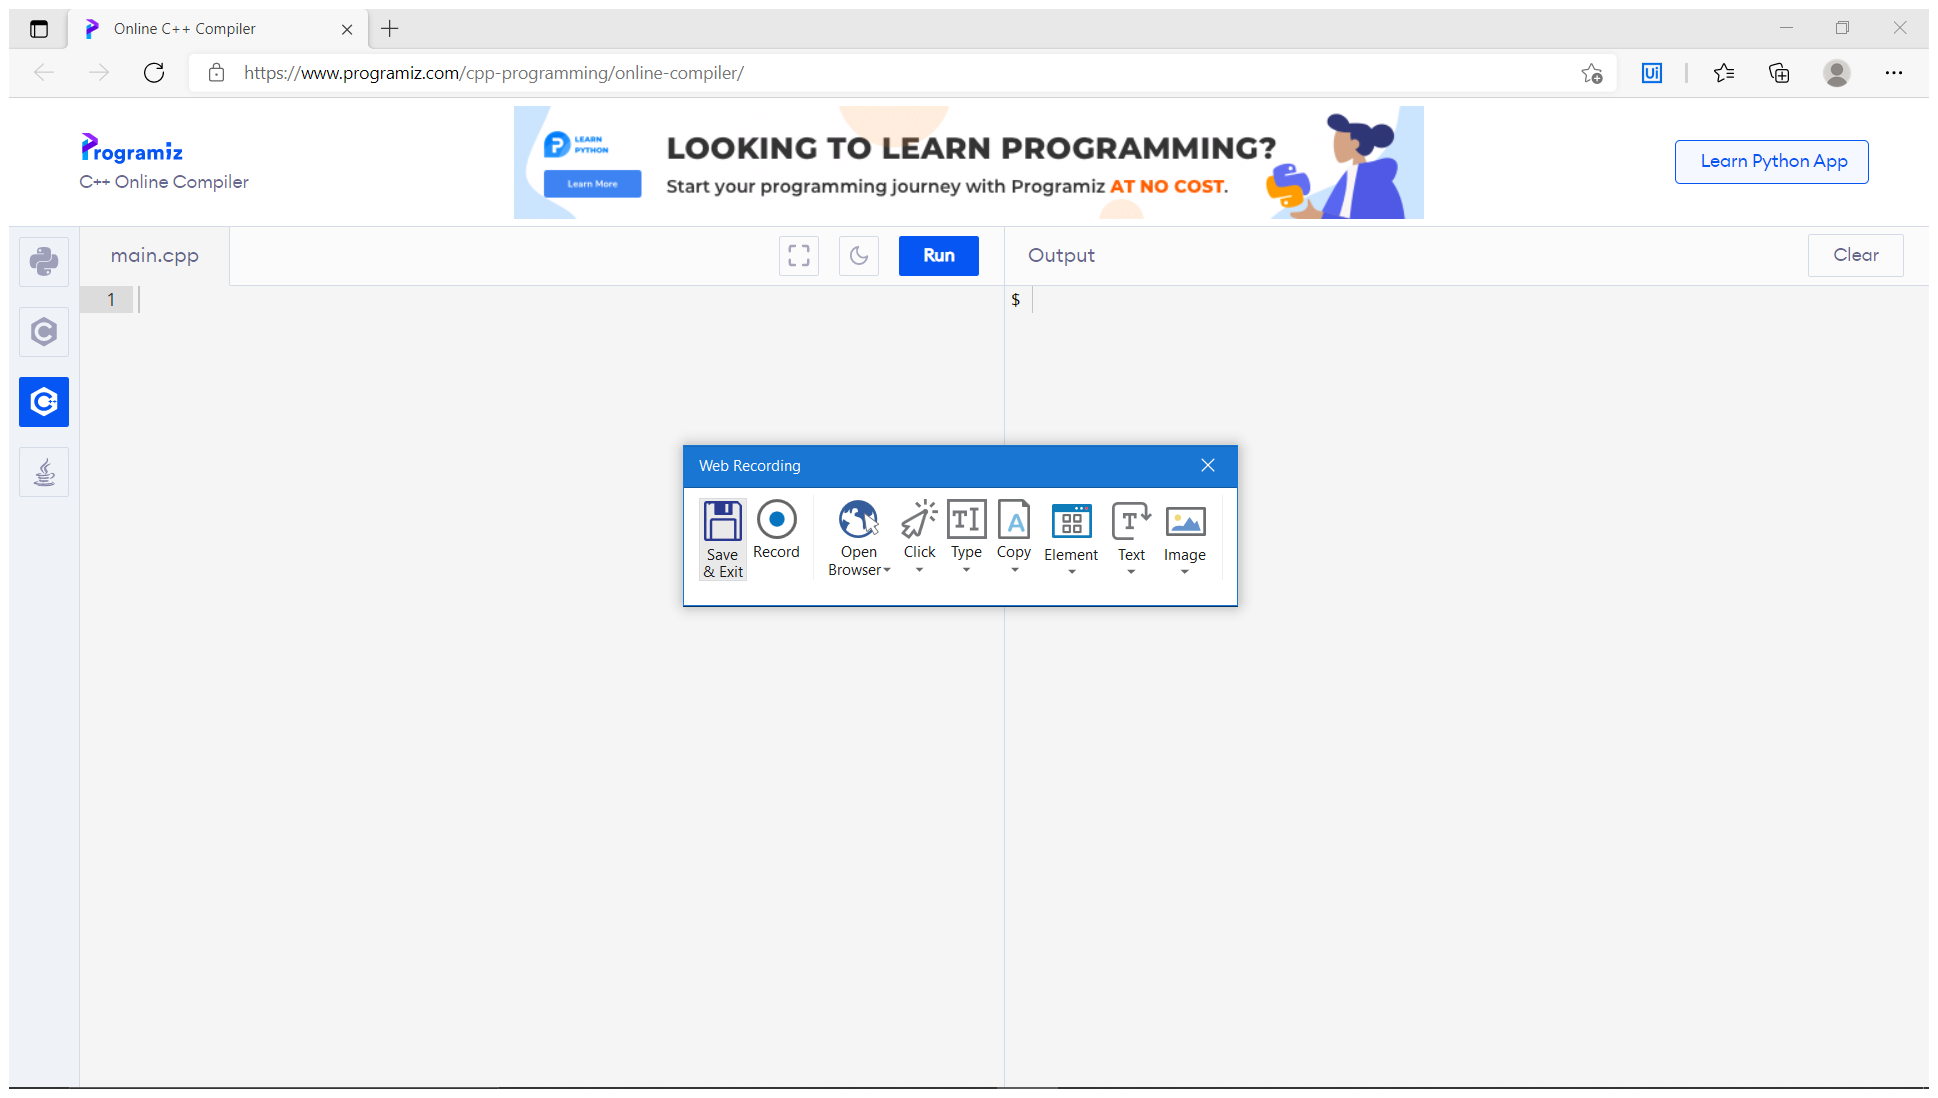 Online C++ Compiler
https://www.programiz.com/cpp-programming/online-compiler/
Ui
Programiz
C++ Online Compiler
LEARN
PYTHON
Learn More
LOOKING TO LEARN PROGRAMMING?
Start your programming journey with Programiz AT NO COST.
Learn Python App
main.cpp
Run
Output
Clear
1
$
Web Recording
Save
& Exit
Record
Open
Browser
Click
Type
Copy
Element
Text
Image